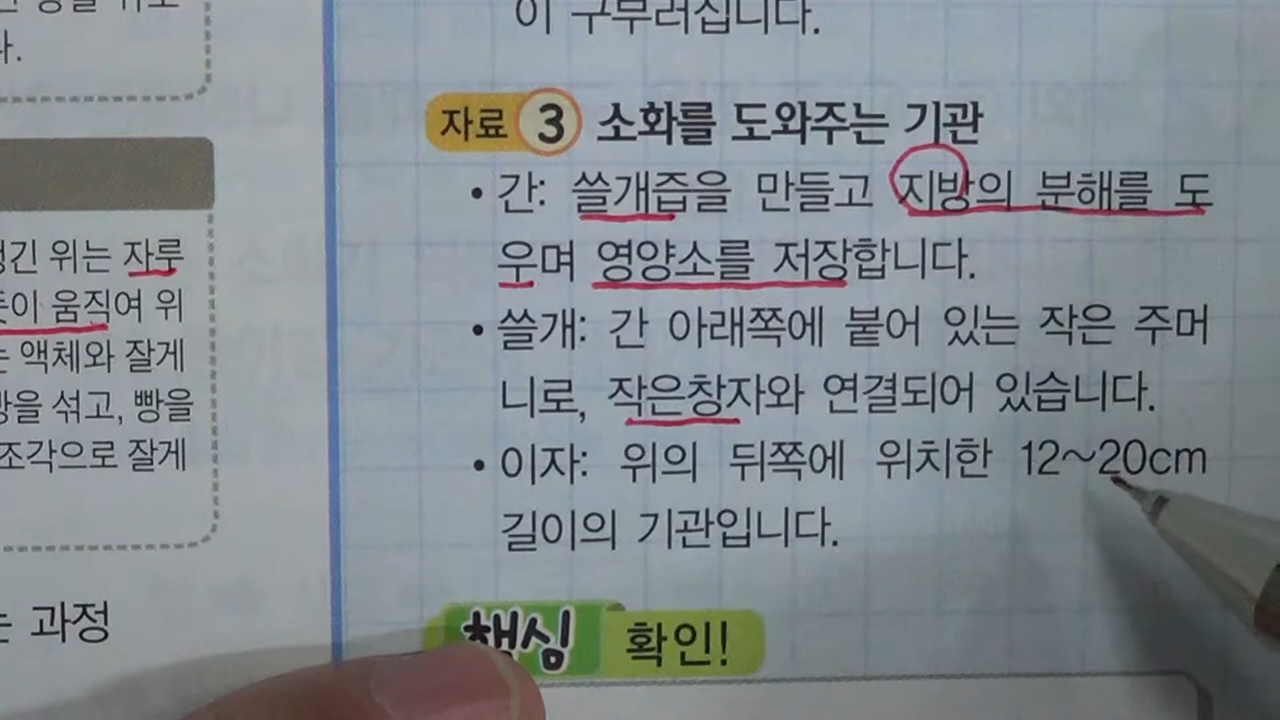 다.
자루
긴 위는
이 움직여 위
액체와 잘게
을 섞고, 빵을
조각으로 잘게
과정
이 구부러집니다.
자료 3 소화를 도와주는 기관
• 간: 쓸개즙을 만들고 지방의 분해를 도
우며 영양소를 저장합니다.
• 쓸개: 간 아래쪽에 붙어 있는 작은 주머
니로, 작은창자와 연결되어 있습니다.
• 이자: 위의 뒤쪽에 위치한 12~20cm
길이의 기관입니다.
핵심 확인!